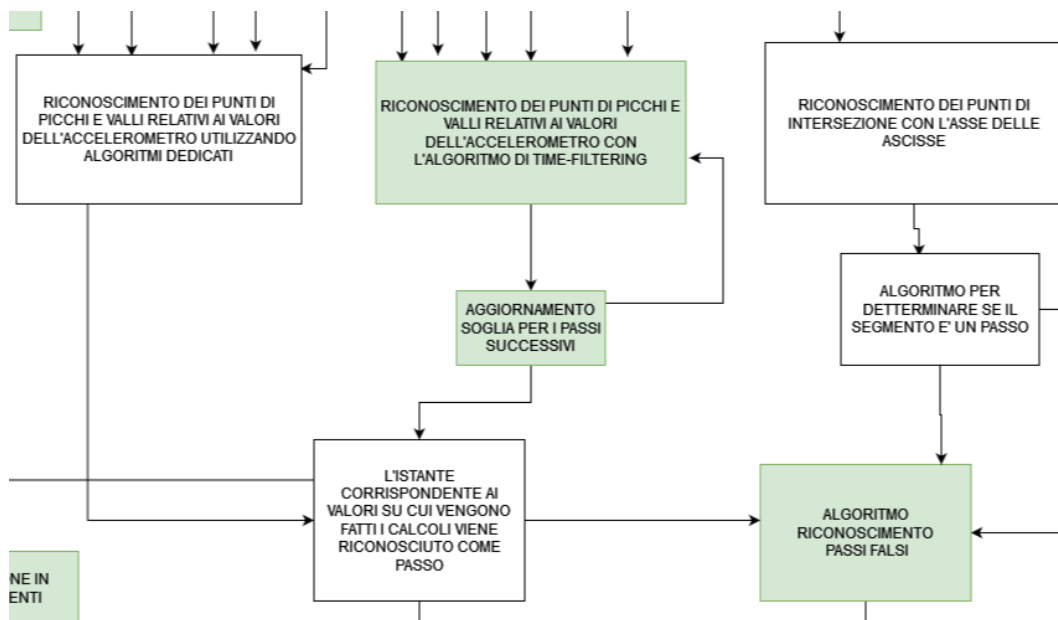 RICONOSCIMENTO DEI PUNTI DI
PICCHI E VALLI RELATIVI AI VALORI
DELL'ACCELEROMETRO UTILIZZANDO
ALGORITMI DEDICATI
RICONOSCIMENTO DEI PUNTI DI PICCHI E
VALLI RELATIVI AI VALORI
DELL'ACCELEROMETRO CON
L'ALGORITMO DI TIME-FILTERING
RICONOSCIMENTO DEI PUNTI DI
INTERSEZIONE CON L'ASSE DELLE
ASCISSE
AGGIORNAMENTO
SOGLIA PER I PASSI
SUCCESSIVI
ALGORITMO PER
DETTERMINARE SE IL
SEGMENTO E' UN PASSO
L'ISTANTE
CORRISPONDENTE AI
VALORI SU CUI VENGONO
FATTI I CALCOLI VIENE
RICONOSCIUTO COME
PASSO
ALGORITMO
RICONOSCIMENTO
PASSI FALSI
NE IN
ENTI